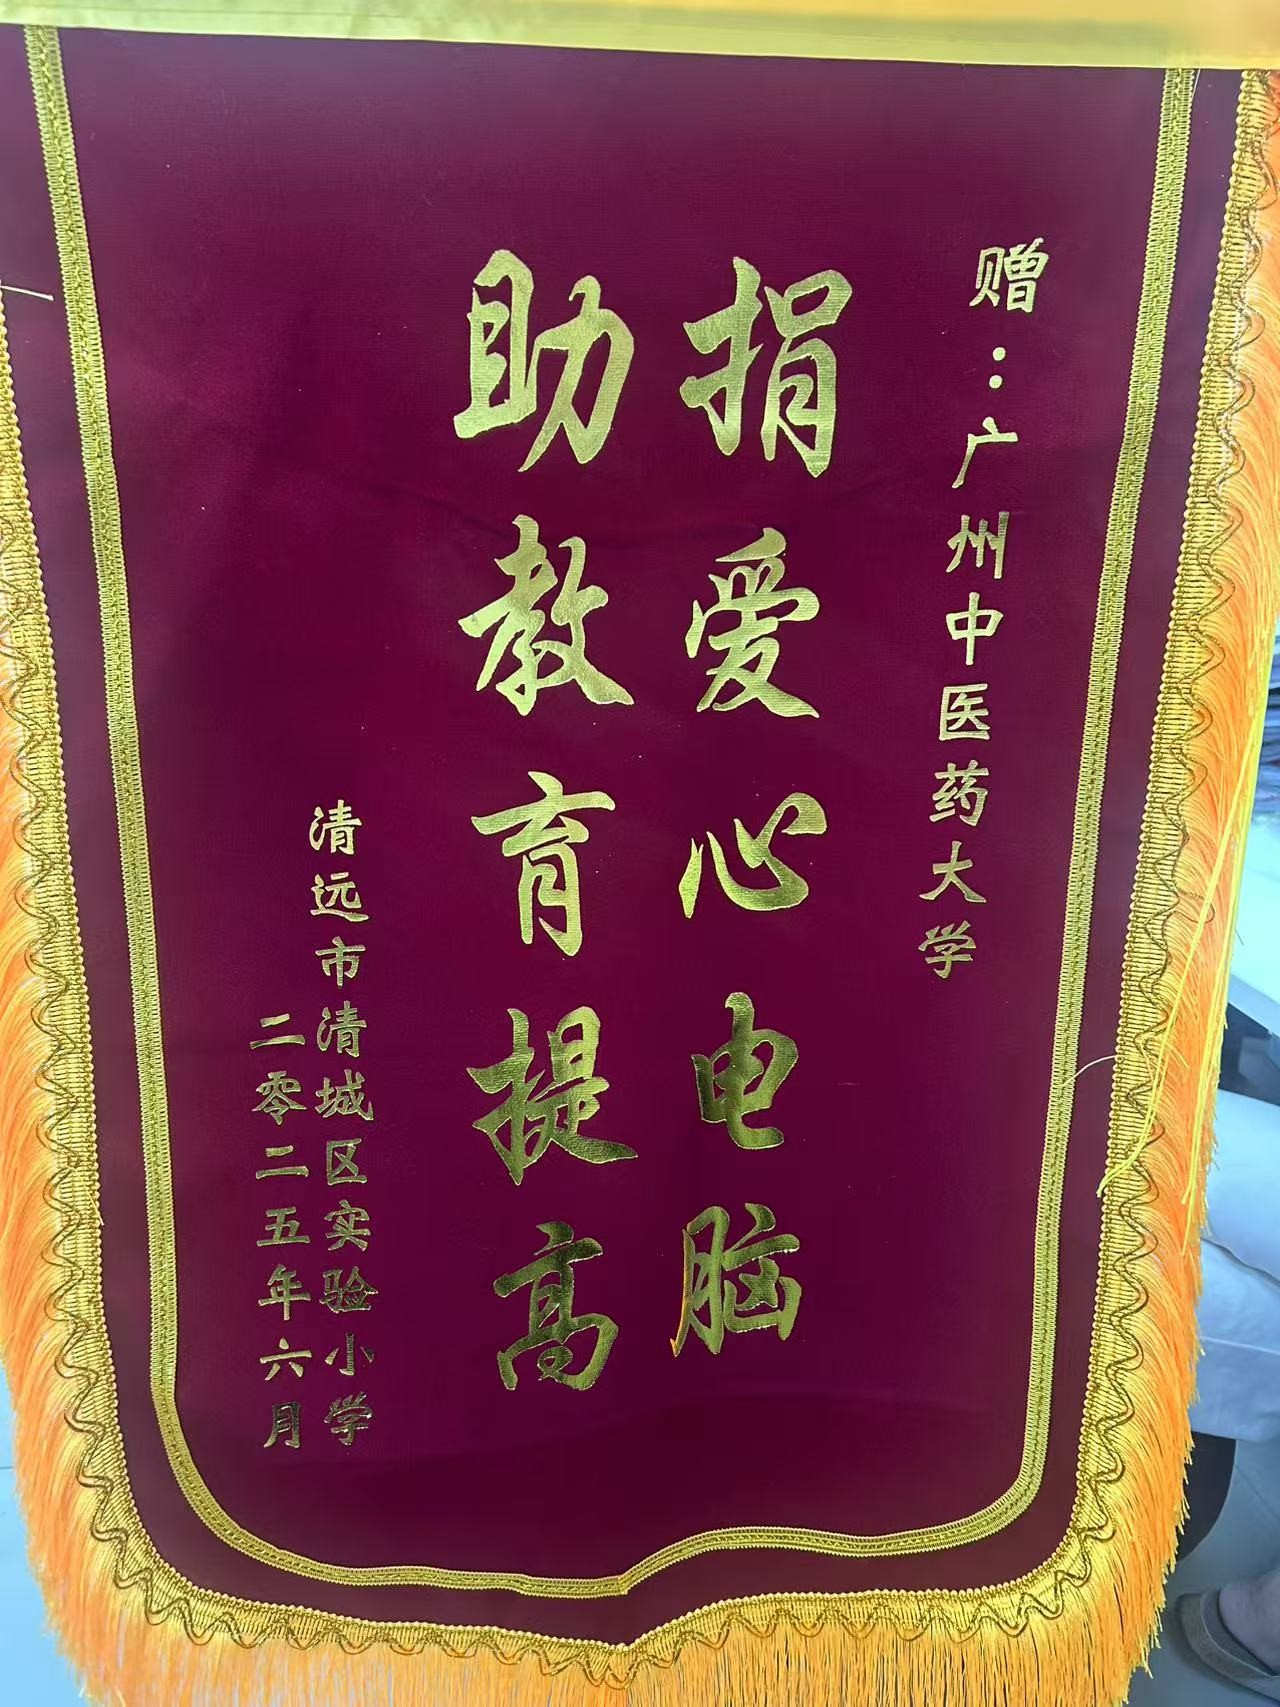 赠：广州中医药大学
捐爱心电脑
助教育提高
清远市清城区实验小学
二零二五年六月